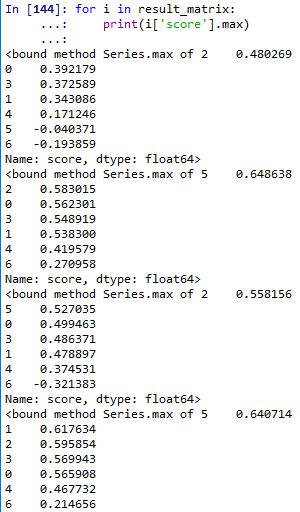 In [144]: for i in result_matrix:
     ...:     print(i['score'].max)
     ...:
<bound method Series.max of 2    0.480269
0    0.392179
3    0.372589
1    0.343086
4    0.171246
5   -0.040371
6   -0.193859
Name: score, dtype: float64>
<bound method Series.max of 5    0.648638
2    0.583015
0    0.562301
3    0.548919
1    0.538300
4    0.419579
6    0.270958
Name: score, dtype: float64>
<bound method Series.max of 2    0.558156
5    0.527035
0    0.499463
3    0.486371
1    0.478897
4    0.374531
6   -0.321383
Name: score, dtype: float64>
<bound method Series.max of 5    0.640714
1    0.617634
2    0.595854
3    0.569943
0    0.565908
4    0.467732
6    0.214656